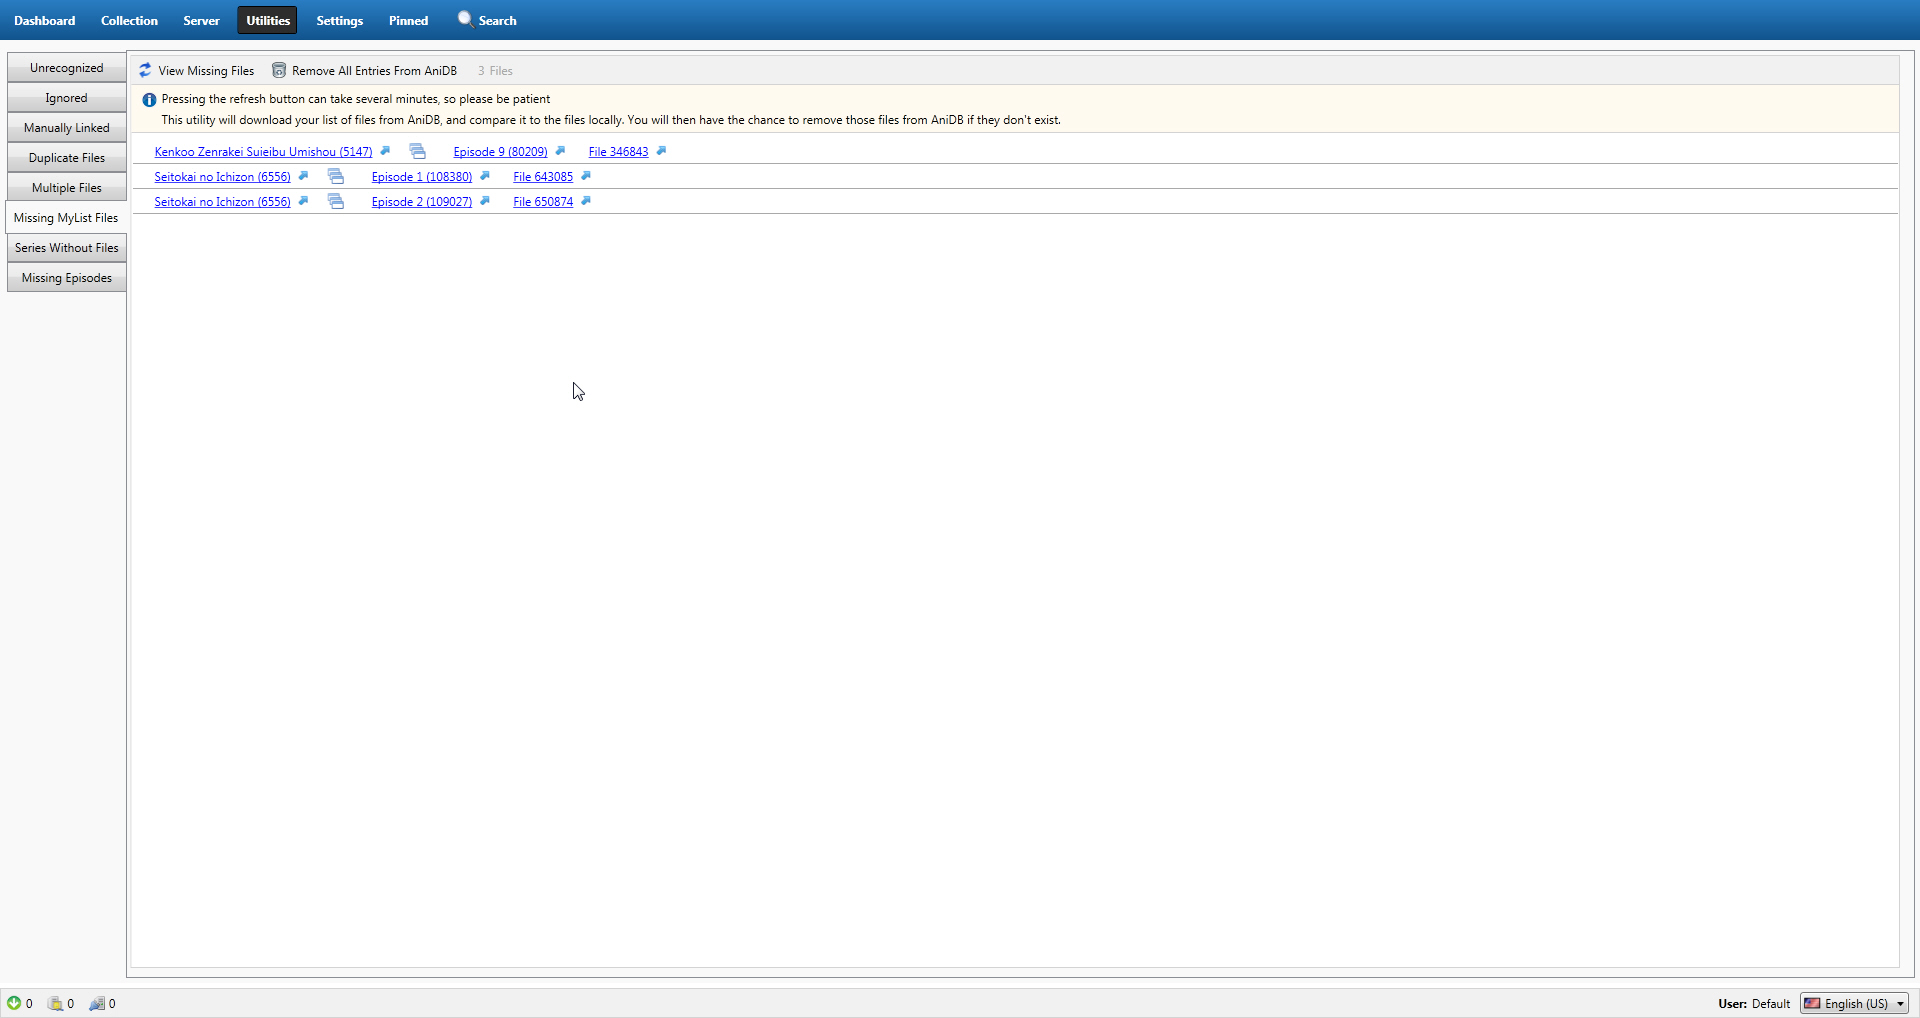 Dashboard Collection Server Utilities Settings Pinned Search
Unrecognized
Ignored
Manually Linked
Duplicate Files
Multiple Files
Missing MyList Files
Series Without Files
Missing Episodes
View Missing Files Remove All Entries From AniDB 3 Files
Pressing the refresh button can take several minutes, so please be patient
This utility will download your list of files from AniDB, and compare it to the files locally. You will then have the chance to remove those files from AniDB if they don't exist.
Kenkoo Zenrakei Suieibu Umishou (5147) Episode 9 (80209) File 346843
Seitokai no Ichizon (6556) Episode 1 (108380) File 643085
Seitokai no Ichizon (6556) Episode 2 (109027) File 650874
0 0 0 User: Default English (US)